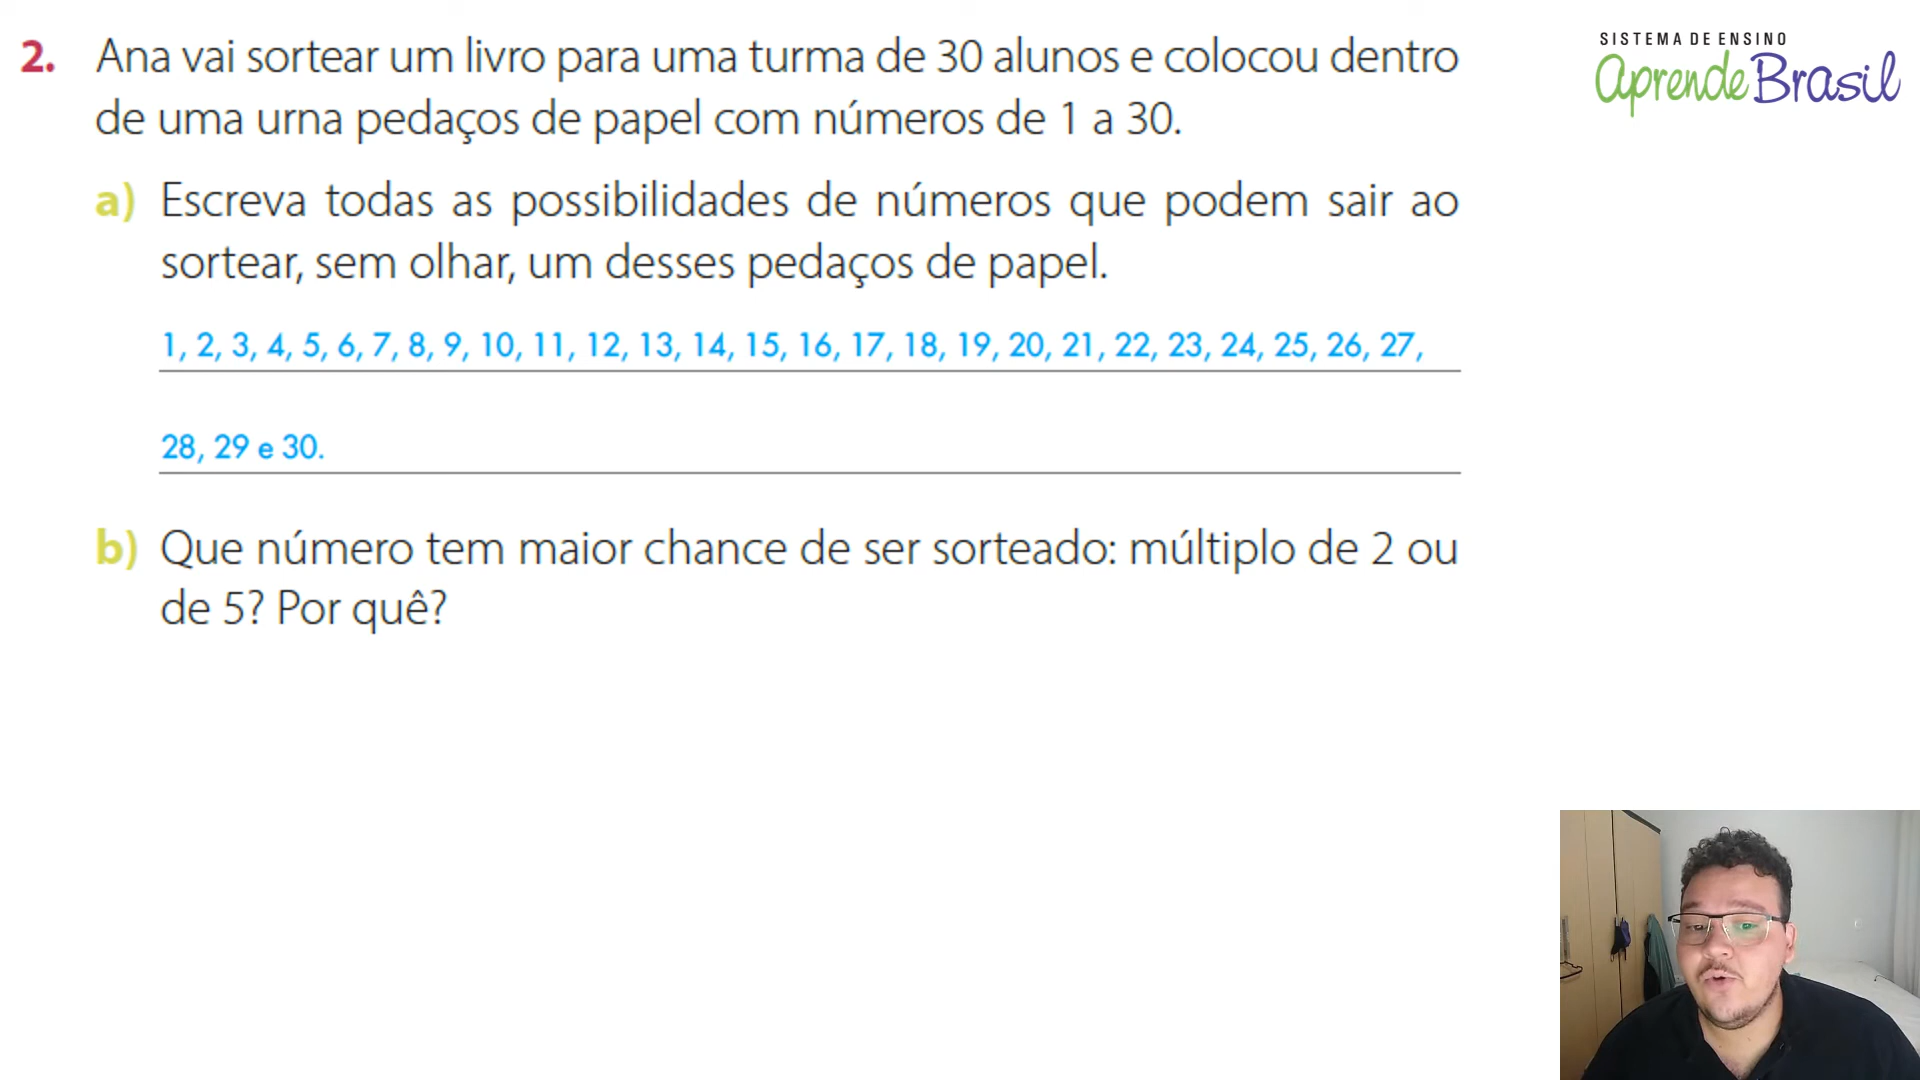 2. Ana vai sortear um livro para uma turma de 30 alunos e colocou dentro
de uma urna pedaços de papel com números de 1 a 30.
a) Escreva todas as possibilidades de números que podem sair ao
sortear, sem olhar, um desses pedaços de papel.
1, 2, 3, 4, 5, 6, 7, 8, 9, 10, 11, 12, 13, 14, 15, 16, 17, 18, 19, 20, 21, 22, 23, 24, 25, 26, 27,
28, 29 e 30.
b) Que número tem maior chance de ser sorteado: múltiplo de 2 ou
de 5? Por quê?
SISTEMA DE ENSINO
aprende Brasil